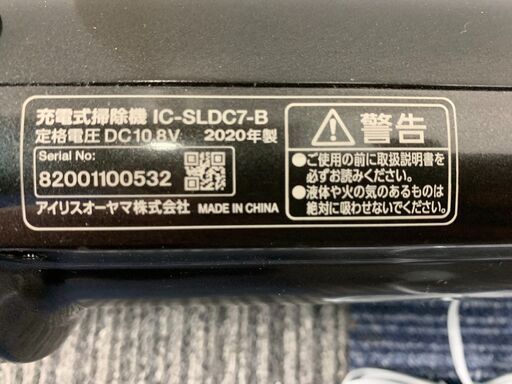 充電式掃除機 IC-SLDC7-B
定格電圧 DC10.8V 2020年製
Serial No:
82001100532
アイリスオーヤマ株式会社 MADE IN CHINA
警告
●ご使用の前に取扱説明書を
必ずお読みください。
●液体や火の気のあるものは
絶対に吸わせないでください。